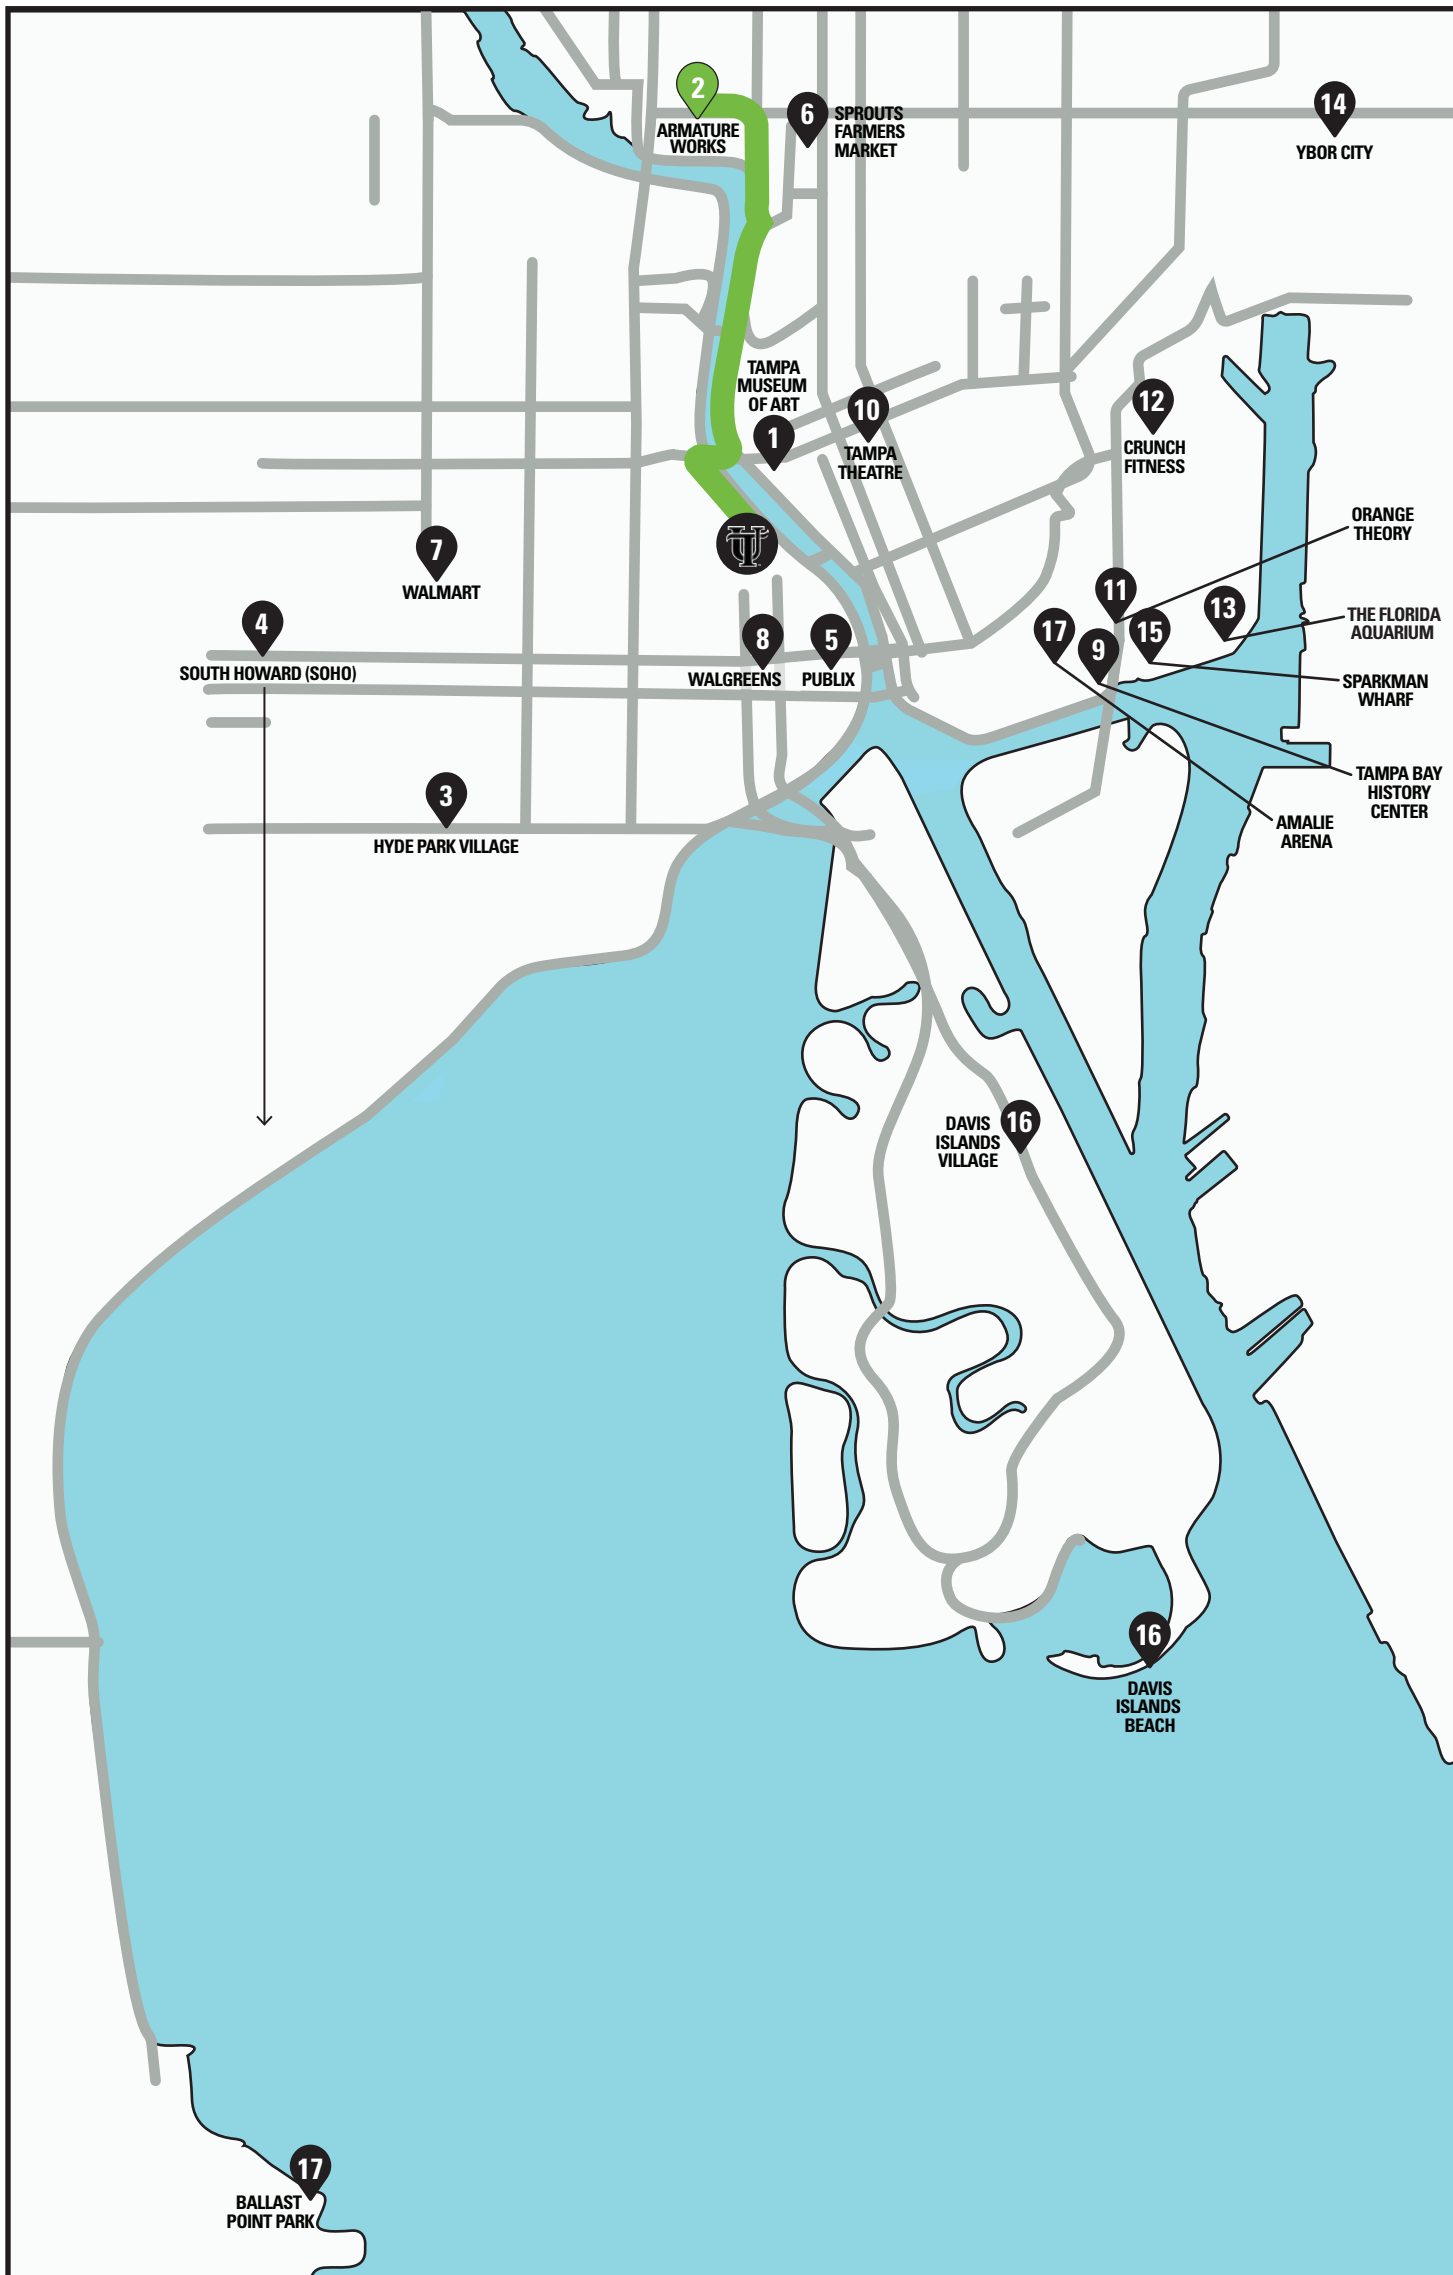 2
ARMATURE
WORKS
6
SPROUTS
FARMERS
MARKET
14
YBOR CITY
TAMPA
MUSEUM
OF ART
1
10
TAMPA
THEATRE
12
CRUNCH
FITNESS
UT
7
WALMART
ORANGE
THEORY
4
SOUTH HOWARD (SOHO)
8
WALGREENS
5
PUBLIX
11
17
9
15
13
THE FLORIDA
AQUARIUM
SPARKMAN
WHARF
TAMPA BAY
HISTORY
CENTER
AMALIE
ARENA
3
HYDE PARK VILLAGE
DAVIS
ISLANDS
VILLAGE
16
16
DAVIS
ISLANDS
BEACH
17
BALLAST
POINT PARK